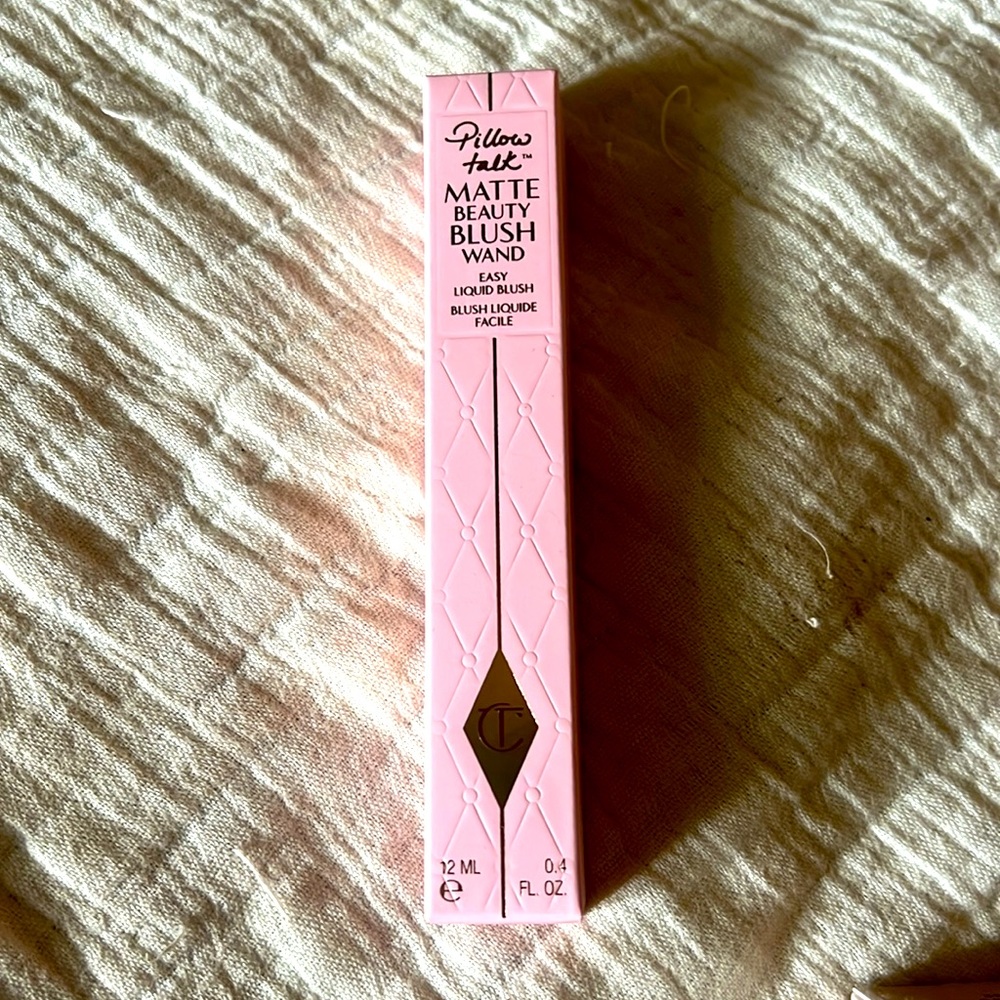 Pillow
talk™
MATTE
BEAUTY
BLUSH
WAND
EASY
LIQUID BLUSH
BLUSH LIQUIDE
FACILE
CT
12 ML 0.4
e FL. OZ.